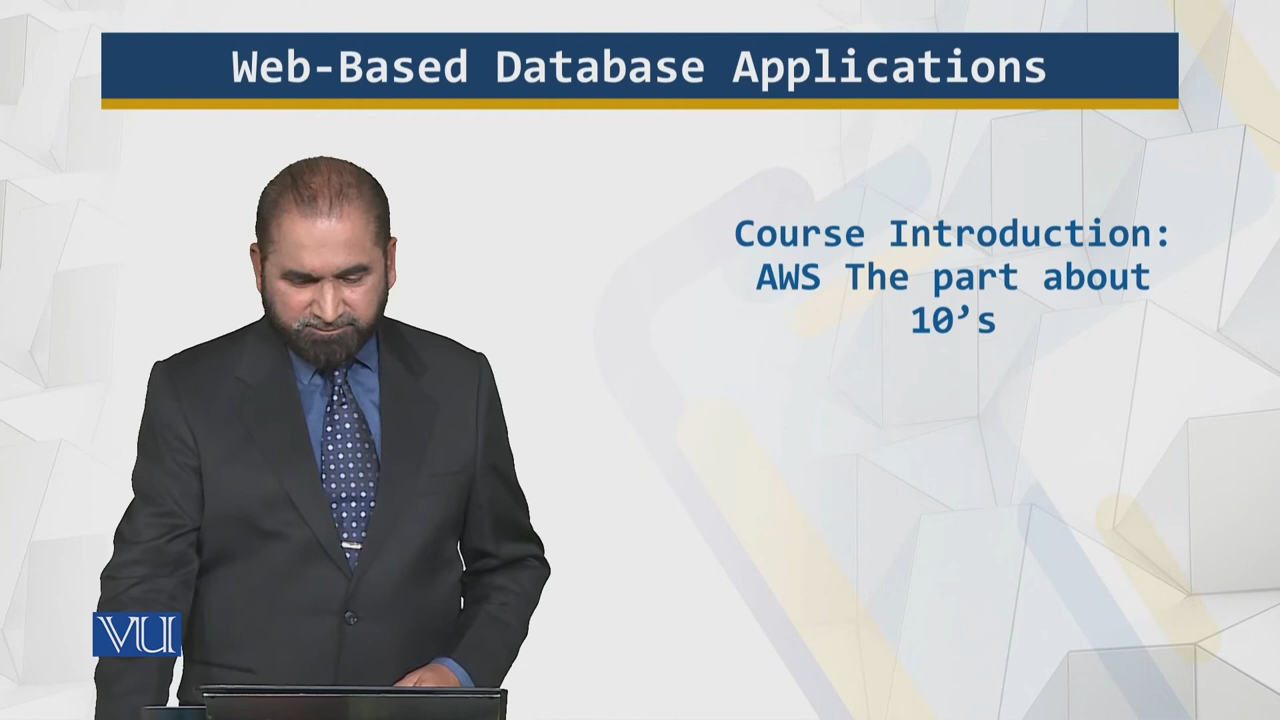 Web-Based Database Applications
Course Introduction:
AWS The part about
10’s
VU